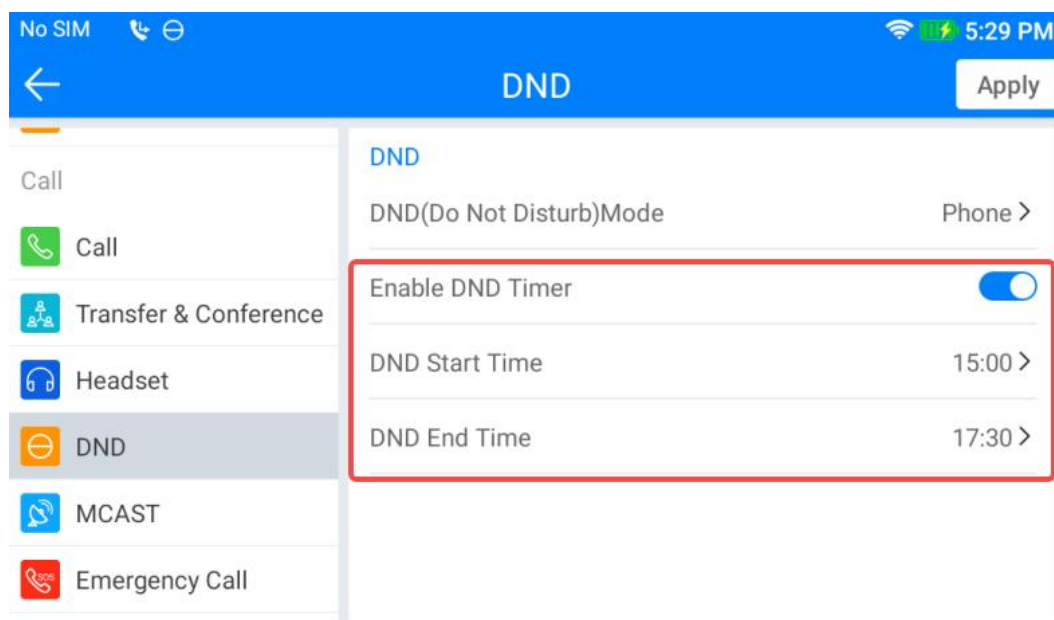 No SIM 5:29 PM
DND Apply
Call
Call
Transfer & Conference
Headset
DND
MCAST
SOS
Emergency Call
DND
DND(Do Not Disturb)Mode Phone
Enable DND Timer
DND Start Time 15:00
DND End Time 17:30